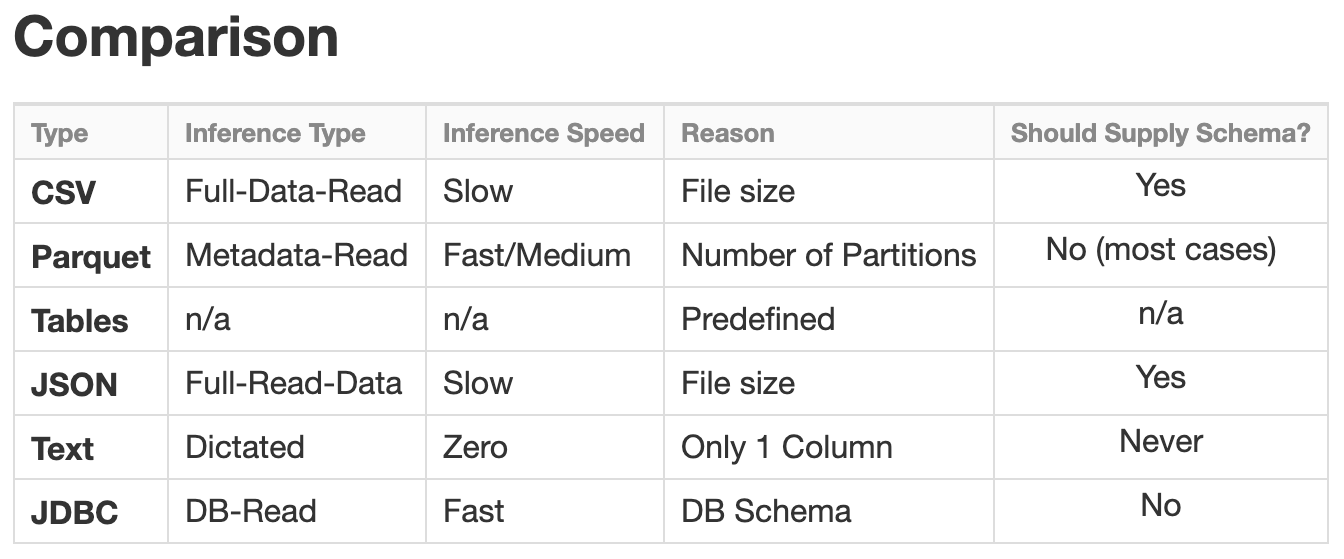 Comparison
Type Inference Type Inference Speed Reason Should Supply Schema?
CSV Full-Data-Read Slow File size Yes
Parquet Metadata-Read Fast/Medium Number of Partitions No (most cases)
Tables n/a n/a Predefined n/a
JSON Full-Read-Data Slow File size Yes
Text Dictated Zero Only 1 Column Never
JDBC DB-Read Fast DB Schema No